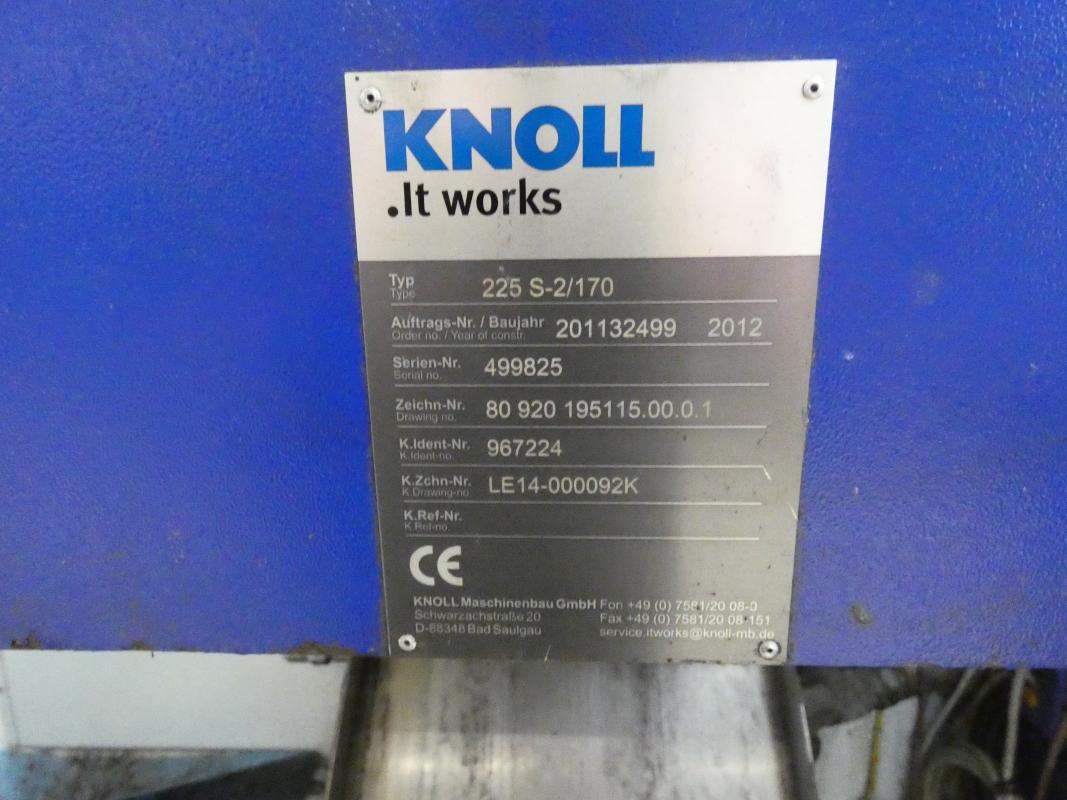 KNOLL
.It works
Typ 225 S-2/170
Type
Auftrags-Nr. / Baujahr 201132499 2012
Order no. / Year of constr.
Serien-Nr. 499825
Serial no.
Zeichn-Nr. 80 920 195115.00.0.1
Drawing no.
K.Ident-Nr. 967224
K.Ident-no.
K.Zchn-Nr. LE14-000092K
K.Drawing-no
K.Ref-Nr.
K.Ref-no.
CE
KNOLL Maschinenbau GmbH Fon +49 (0) 7581/20 08-0
Schwarzachstraße 20 Fax +49 (0) 7581/20 08-151
D-88348 Bad Saulgau service.itworks@knoll-mb.de